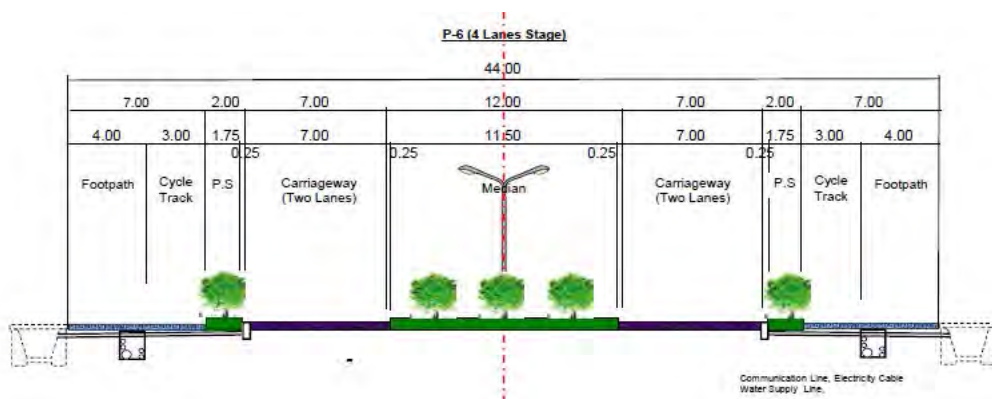 P-6 (4 Lanes Stage)
44.00
7.00 2.00 7.00 12.00 7.00 2.00 7.00
4.00 3.00 1.75 7.00 11.50 7.00 1.75 3.00 4.00
0.25 0.25 0.25 0.25
Footpath
Cycle
Track
P.S
Carriageway
(Two Lanes)
Median
Carriageway
(Two Lanes)
P.S
Cycle
Track
Footpath
Communication Line, Electricity Cable
Water Supply Line,